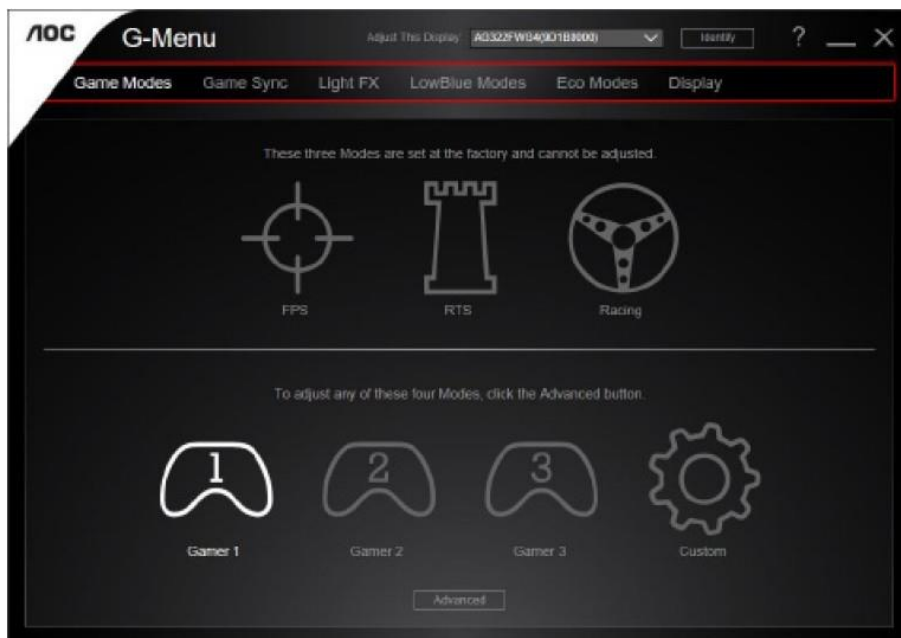 AOC G-Menu Adjust This Display AG322FWG4(9D1B0000) Identify ?
Game Modes Game Sync Light FX LowBlue Modes Eco Modes Display
These three Modes are set at the factory and cannot be adjusted.
FPS RTS Racing
To adjust any of these four Modes, click the Advanced button.
1 2 3
Gamer 1 Gamer 2 Gamer 3 Custom
Advanced